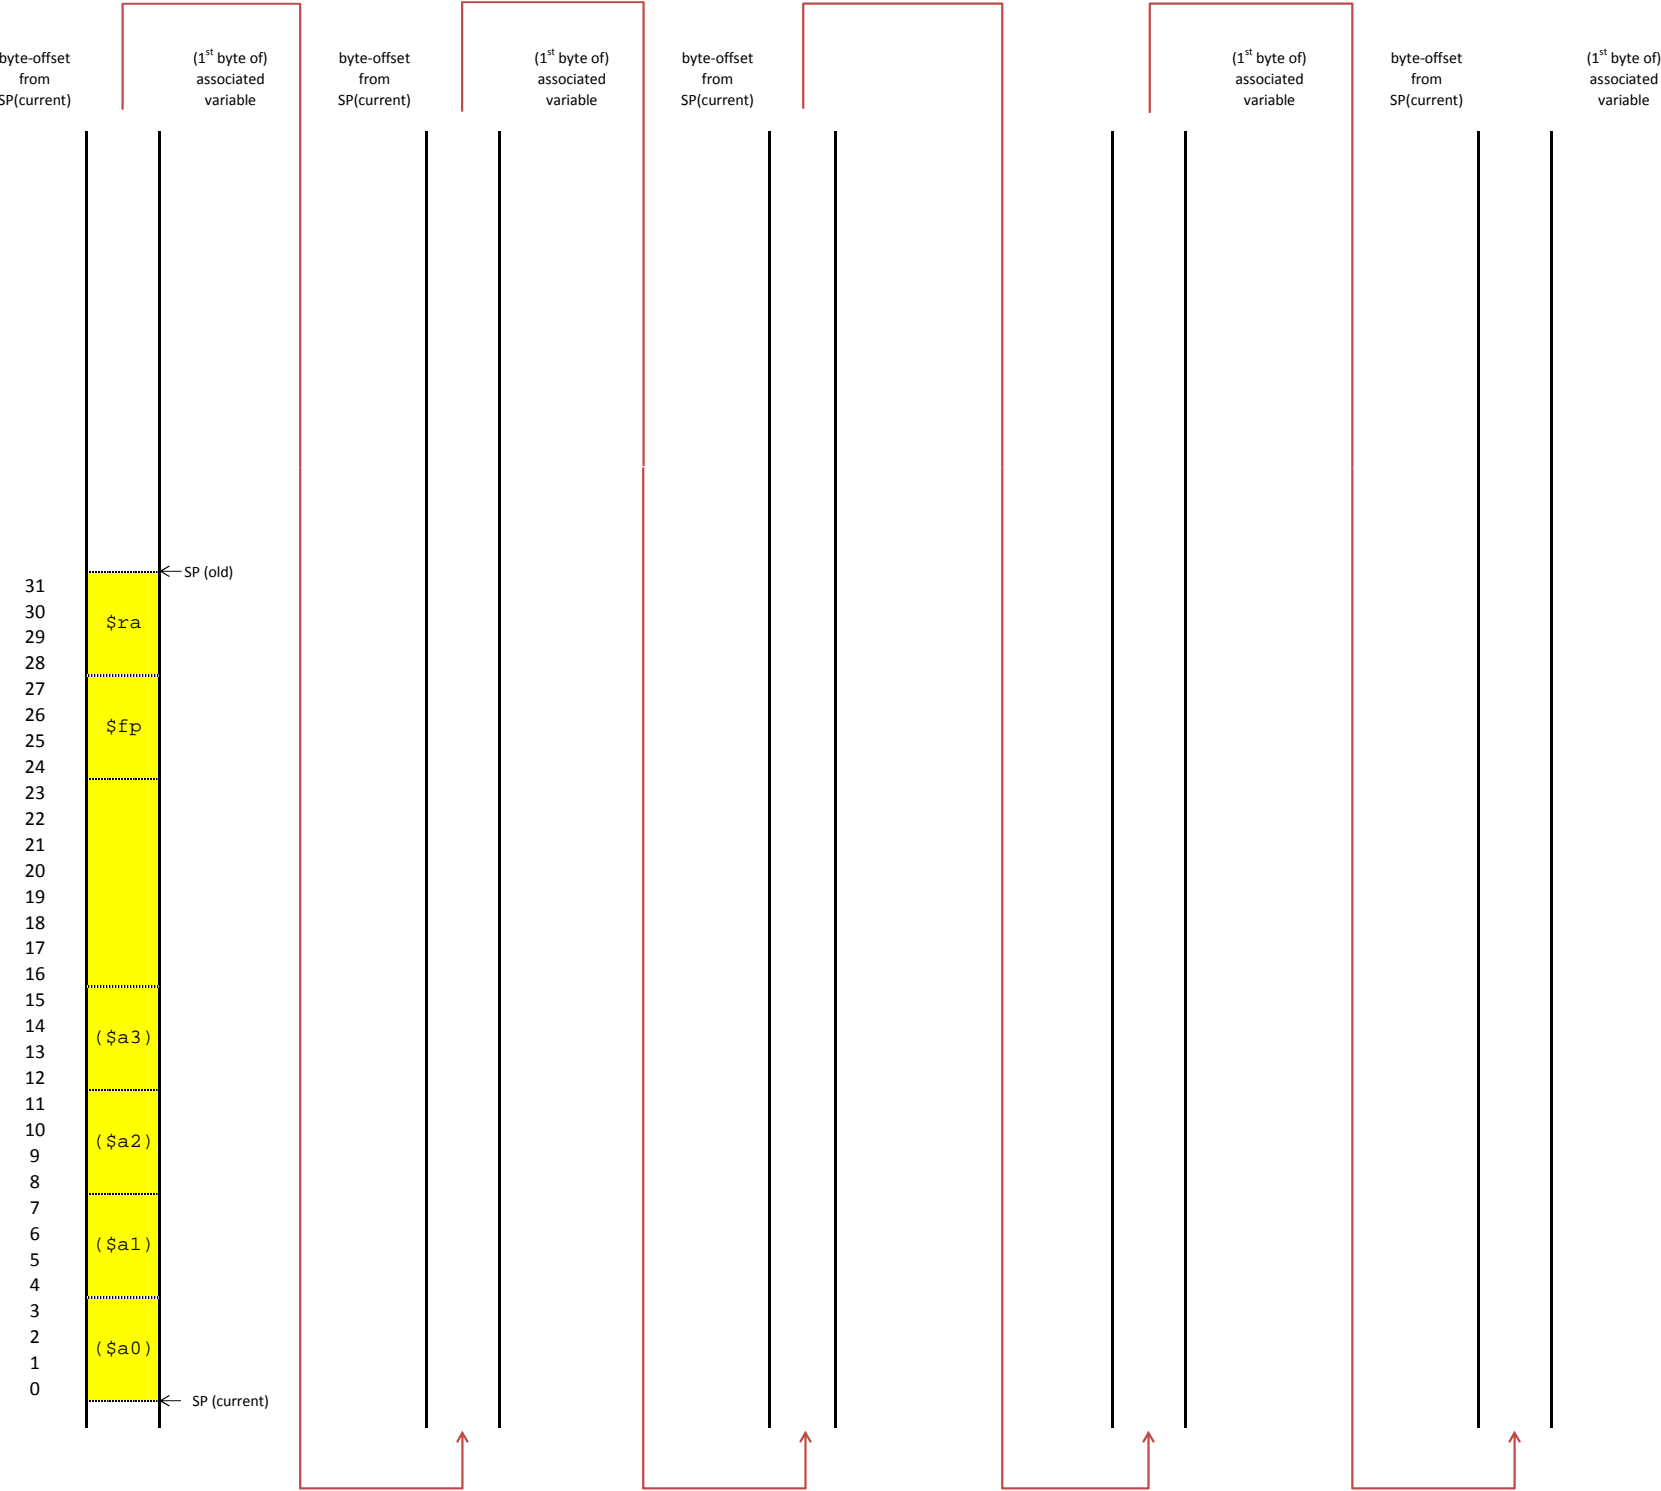 byte-offset
from
SP(current)
(1st byte of)
associated
variable
byte-offset
from
SP(current)
(1st byte of)
associated
variable
byte-offset
from
SP(current)
(1st byte of)
associated
variable
byte-offset
from
SP(current)
(1st byte of)
associated
variable
SP (old)
31
30
$ra
29
28
27
26
$fp
25
24
23
22
21
20
19
18
17
16
15
14
($a3)
13
12
11
10
($a2)
9
8
7
6
($a1)
5
4
3
2
($a0)
1
0
SP (current)